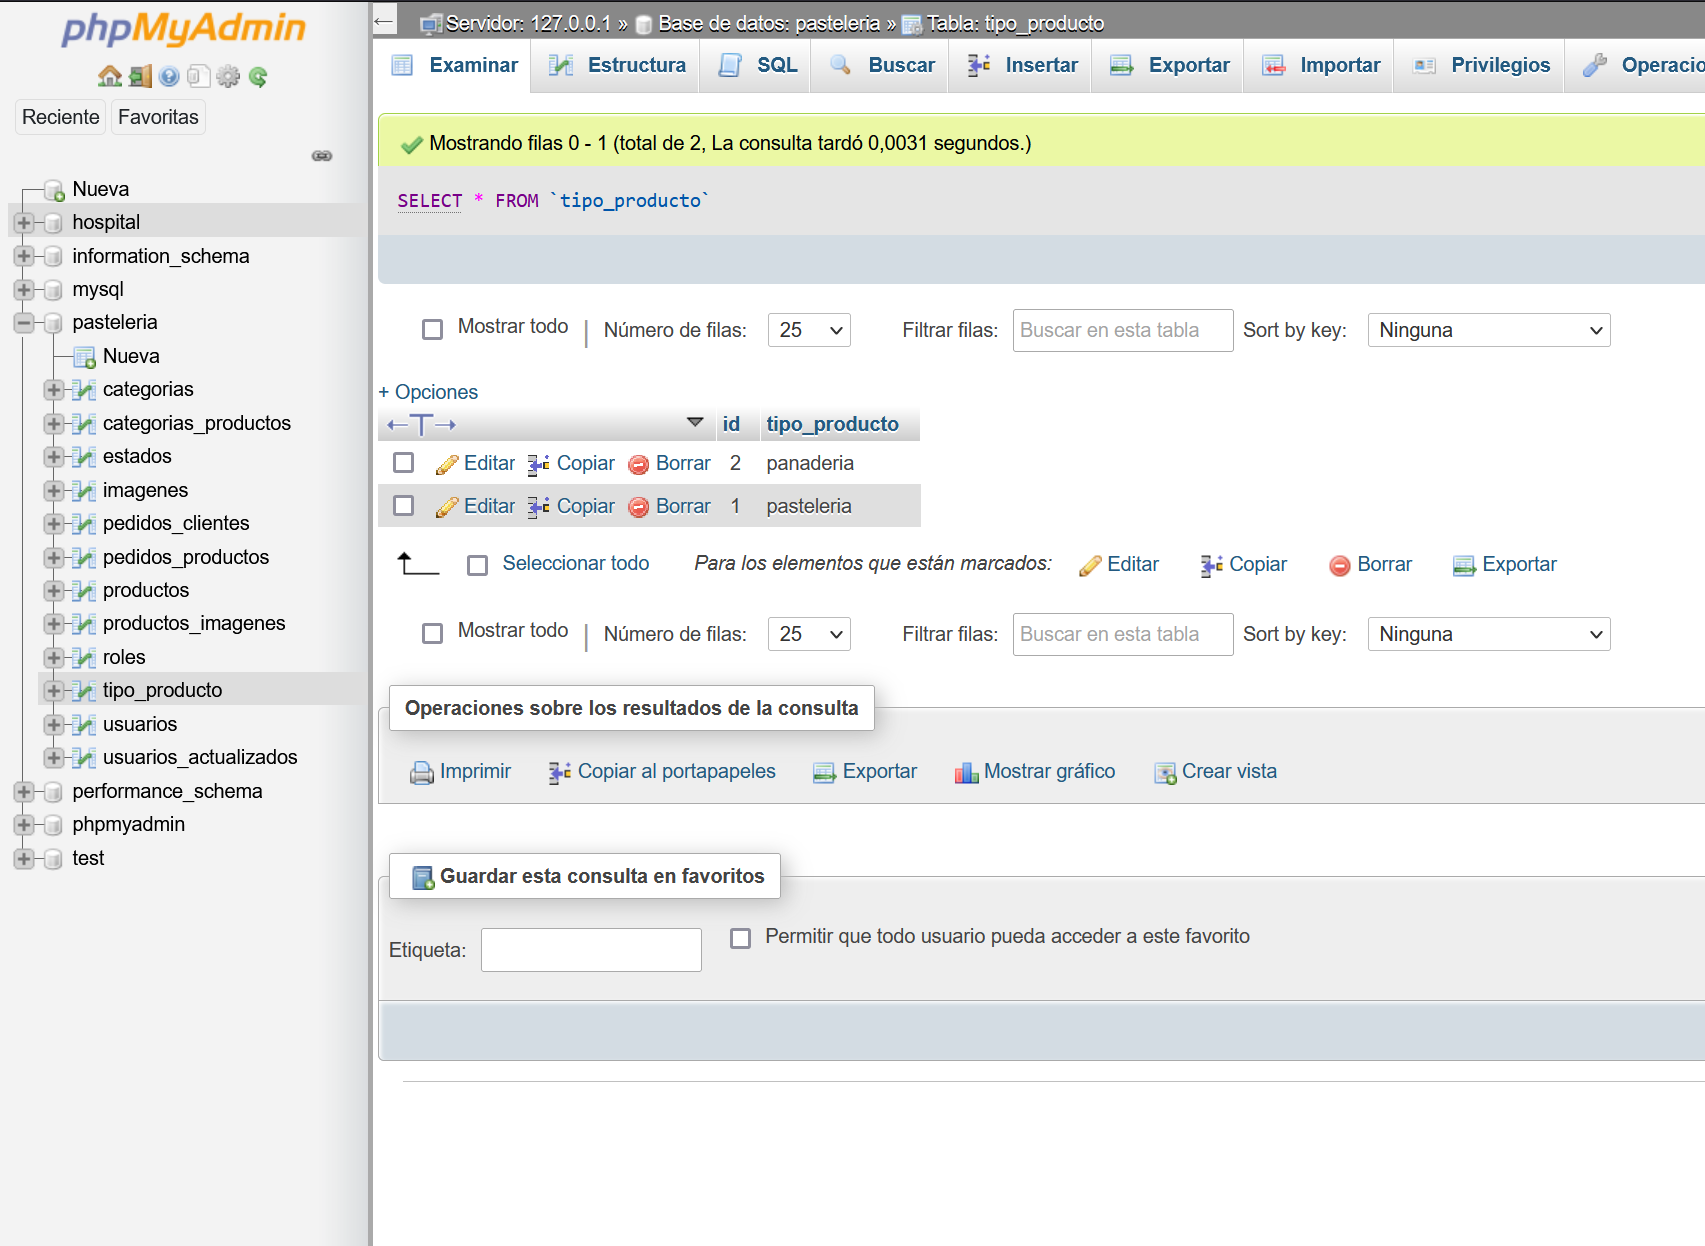 phpMyAdmin
Reciente Favoritas
Nueva
hospital
information_schema
mysql
pasteleria
Nueva
categorias
categorias_productos
estados
imagenes
pedidos_clientes
pedidos_productos
productos
productos_imagenes
roles
tipo_producto
usuarios
usuarios_actualizados
performance_schema
phpmyadmin
test
Servidor: 127.0.0.1 » Base de datos: pasteleria » Tabla: tipo_producto
Examinar Estructura SQL Buscar Insertar Exportar Importar Privilegios Operacio
Mostrando filas 0 - 1 (total de 2, La consulta tardó 0,0031 segundos.)
SELECT * FROM `tipo_producto`
Mostrar todo | Número de filas: 25 Filtrar filas: Buscar en esta tabla Sort by key: Ninguna
+ Opciones
←T→ id tipo_producto
Editar Copiar Borrar 2 panaderia
Editar Copiar Borrar 1 pasteleria
Seleccionar todo Para los elementos que están marcados: Editar Copiar Borrar Exportar
Mostrar todo | Número de filas: 25 Filtrar filas: Buscar en esta tabla Sort by key: Ninguna
Operaciones sobre los resultados de la consulta
Imprimir Copiar al portapapeles Exportar Mostrar gráfico Crear vista
Guardar esta consulta en favoritos
Etiqueta: Permitir que todo usuario pueda acceder a este favorito